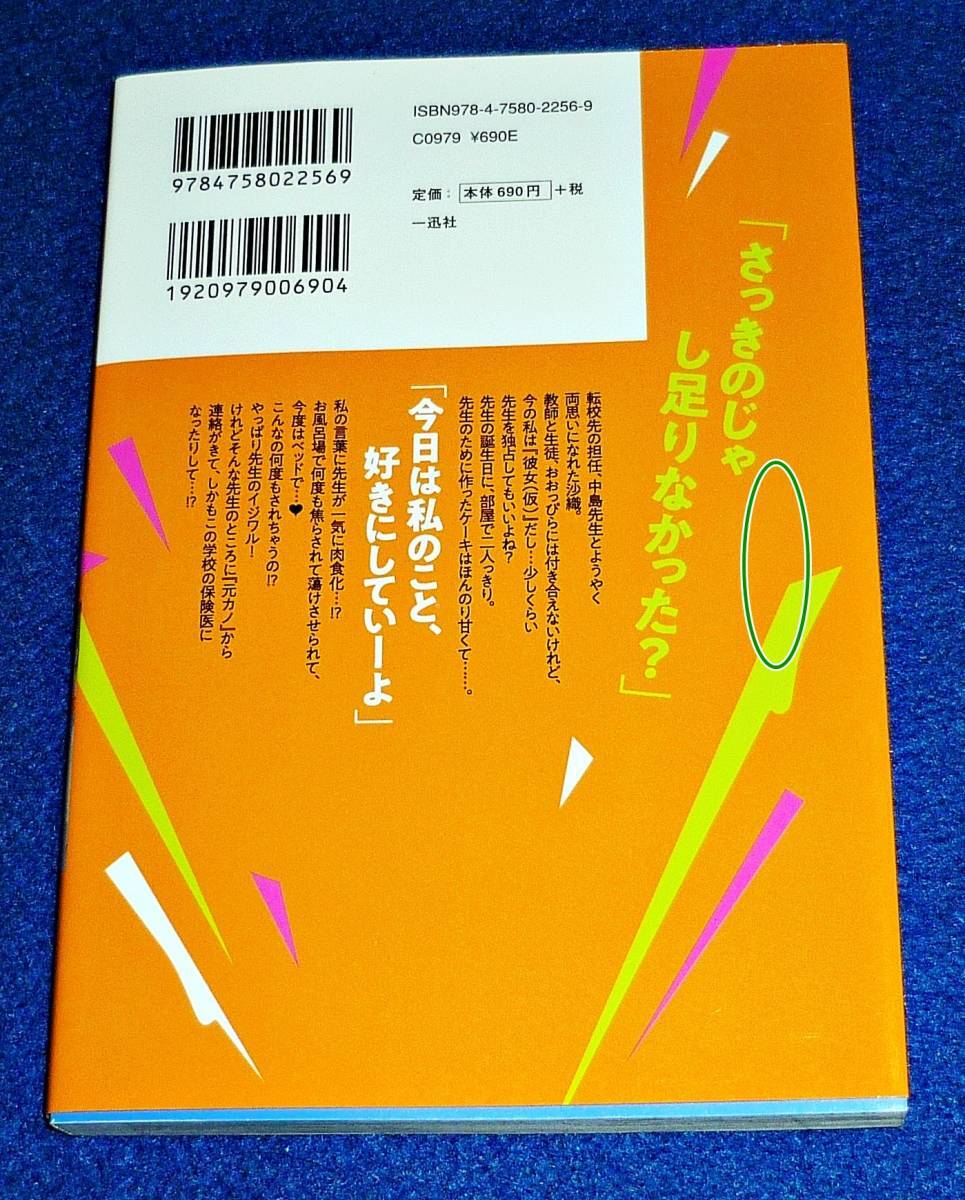 ISBN978-4-7580-2256-9
C0979 ¥690E
定価：本体690円+税
一迅社
9784758022569
1920979006904
「さっきのじゃ
し足りなかった？」
転校先の担任、中島先生とようやく
両思いになれた沙織。
教師と生徒、おおっぴらには付き合えないけれど、
今の私は『彼女(仮)』だし…少しくらい
先生を独占してもいいよね？
先生の誕生日に、部屋で二人っきり。
先生のために作ったケーキはほんのり甘くて……。
「今日は私のこと、
好きにしていーよ」
私の言葉に先生が一気に肉食化…!?
お風呂場で何度も焦らされて蕩けさせられて、
今度はベッドで…♥
こんなの何度もされちゃうの!?
やっぱり先生のイジワル！
けれどそんな先生のところに『元カノ』から
連絡がきて、しかもこの学校の保険医に
なったりして…!?